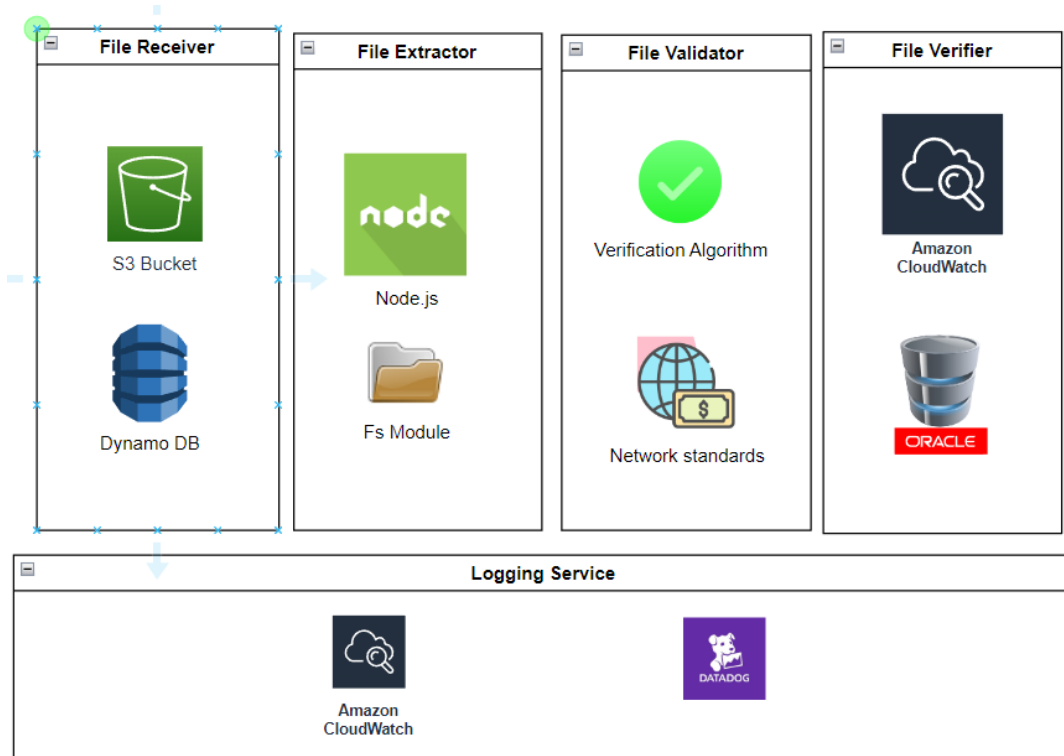 File Receiver
File Extractor
File Validator
File Verifier
S3 Bucket
Dynamo DB
node
Node.js
Fs Module
Verification Algorithm
$
Network standards
Amazon
CloudWatch
ORACLE
Logging Service
Amazon
CloudWatch
DATADOG